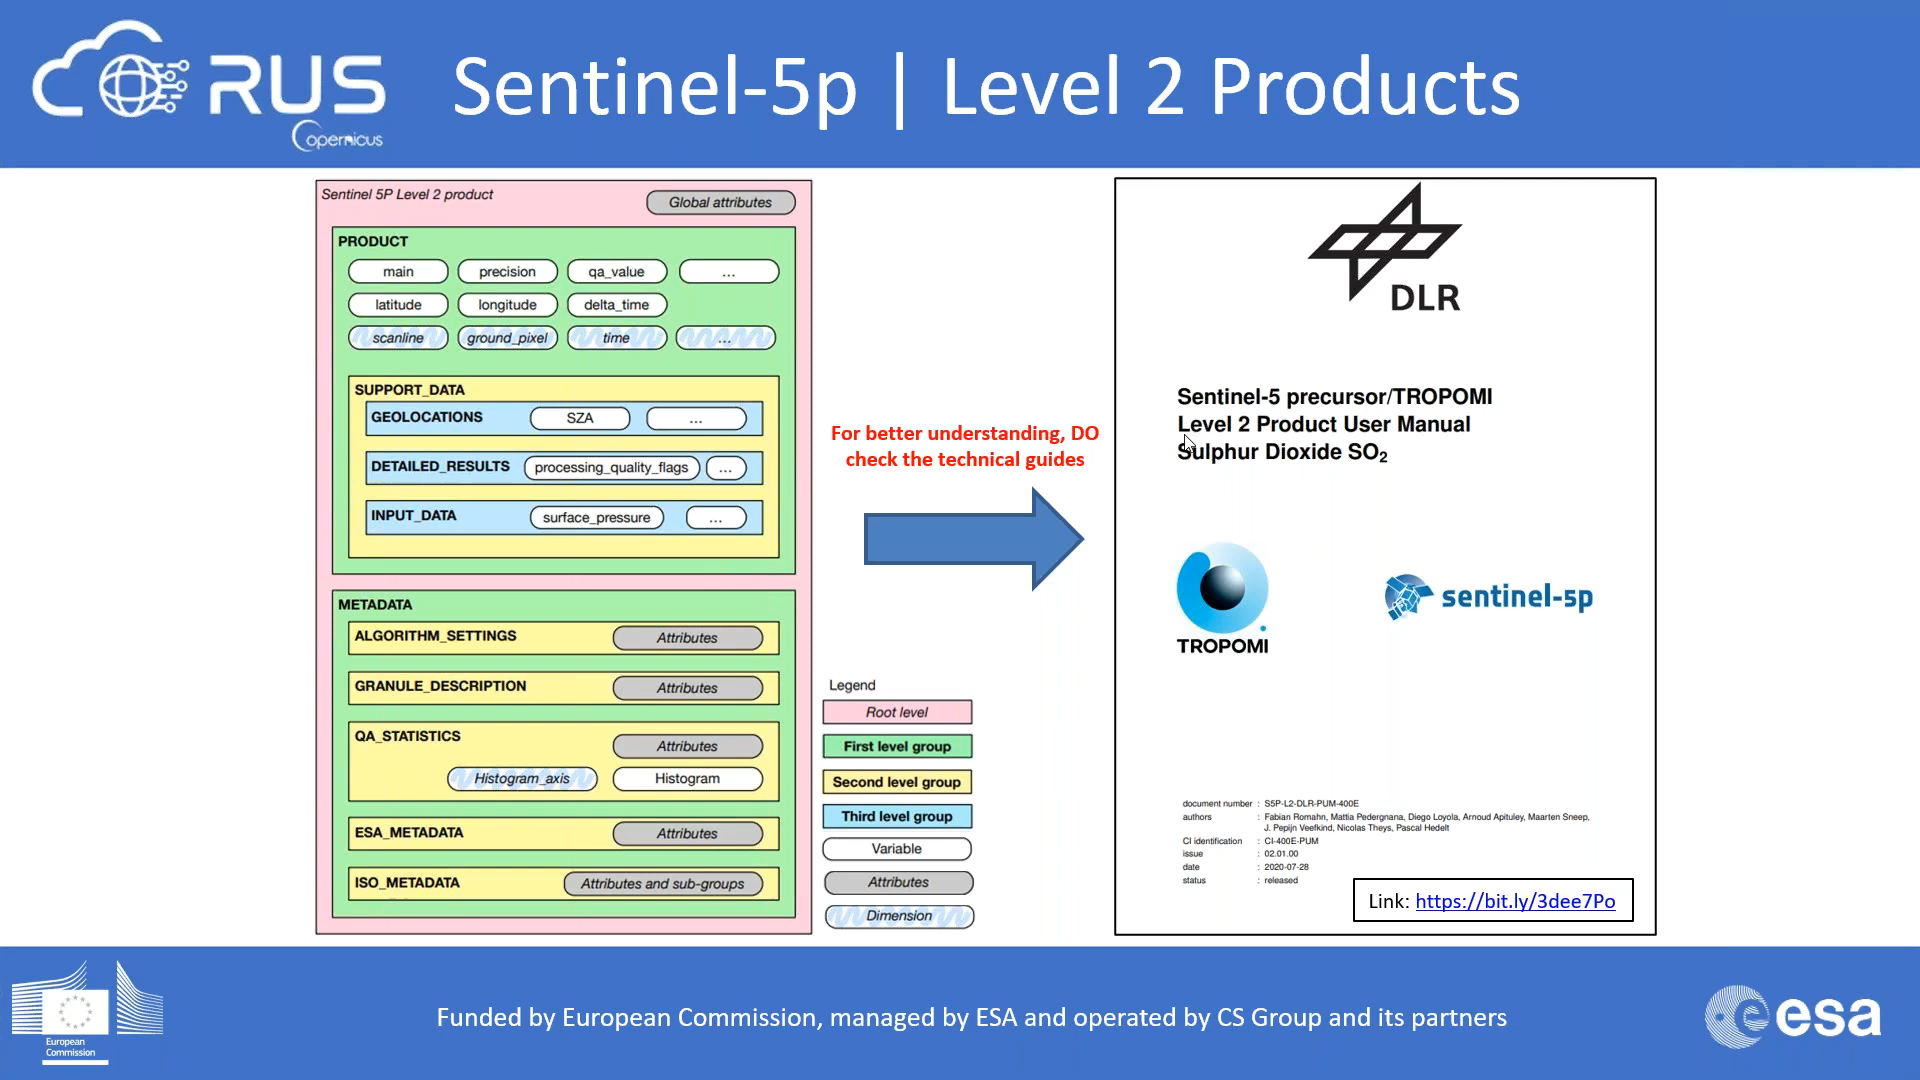 RUS
Copernicus
Sentinel-5p | Level 2 Products
Sentinel 5P Level 2 product
Global attributes
PRODUCT
main
precision
qa_value
...
latitude
longitude
delta_time
scanline
ground_pixel
time
...
SUPPORT_DATA
GEOLOCATIONS
SZA
...
DETAILED_RESULTS
processing_quality_flags
...
INPUT_DATA
surface_pressure
...
METADATA
ALGORITHM_SETTINGS
Attributes
GRANULE_DESCRIPTION
Attributes
QA_STATISTICS
Attributes
Histogram_axis
Histogram
ESA_METADATA
Attributes
ISO_METADATA
Attributes and sub-groups
Legend
Root level
First level group
Second level group
Third level group
Variable
Attributes
Dimension
For better understanding, DO
check the technical guides
DLR
Sentinel-5 precursor/TROPOMI
Level 2 Product User Manual
Sulphur Dioxide SO2
TROPOMI
sentinel-5p
document number : S5P-L2-DLR-PUM-400E
authors : Fabian Romahn, Mattia Pedergnana, Diego Loyola, Arnoud Apituley, Maarten Sneep,
J. Pepijn Veefkind, Nicolas Theys, Pascal Hedelt
CI identification : CI-400E-PUM
issue : 02.01.00
date : 2020-07-28
status : released
Link: https://bit.ly/3dee7Po
European
Commission
Funded by European Commission, managed by ESA and operated by CS Group and its partners
esa